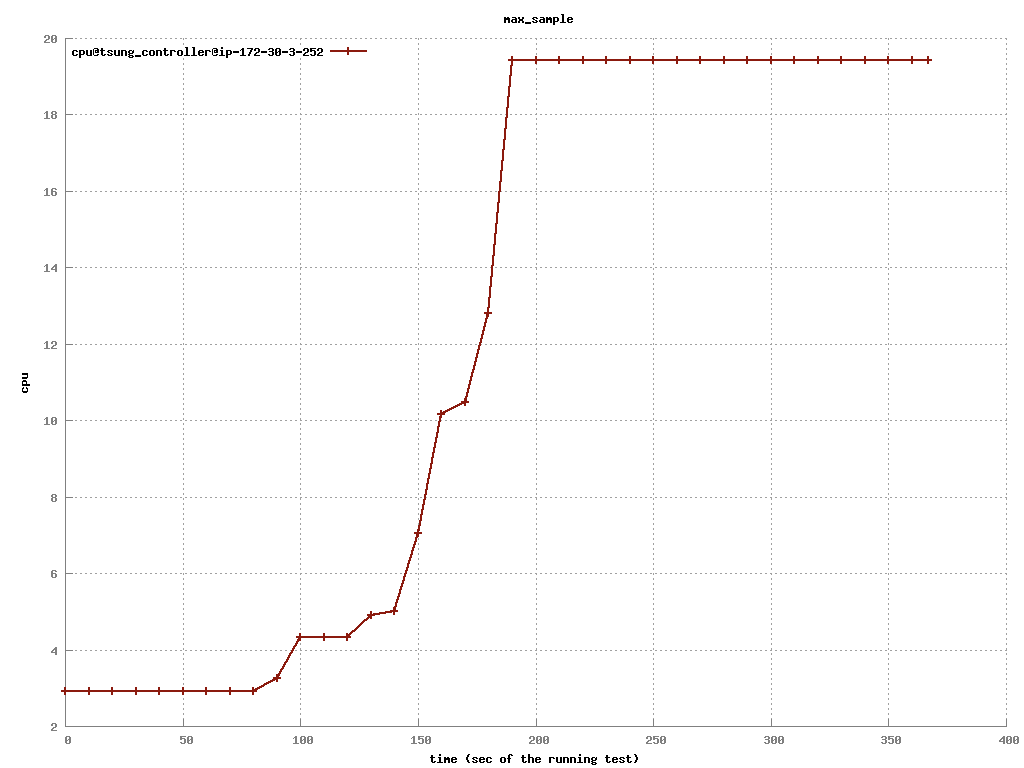 max_sample
cpu@tsung_controller@ip-172-30-3-252
20
18
16
14
12
10
8
6
4
2
cpu
0 50 100 150 200 250 300 350 400
time (sec of the running test)